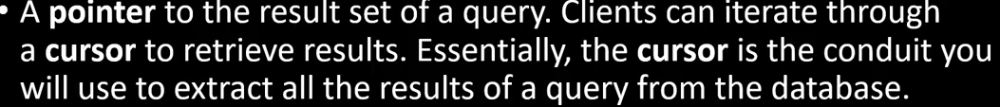 • A pointer to the result set of a query. Clients can iterate through
a cursor to retrieve results. Essentially, the cursor is the conduit you
will use to extract all the results of a query from the database.